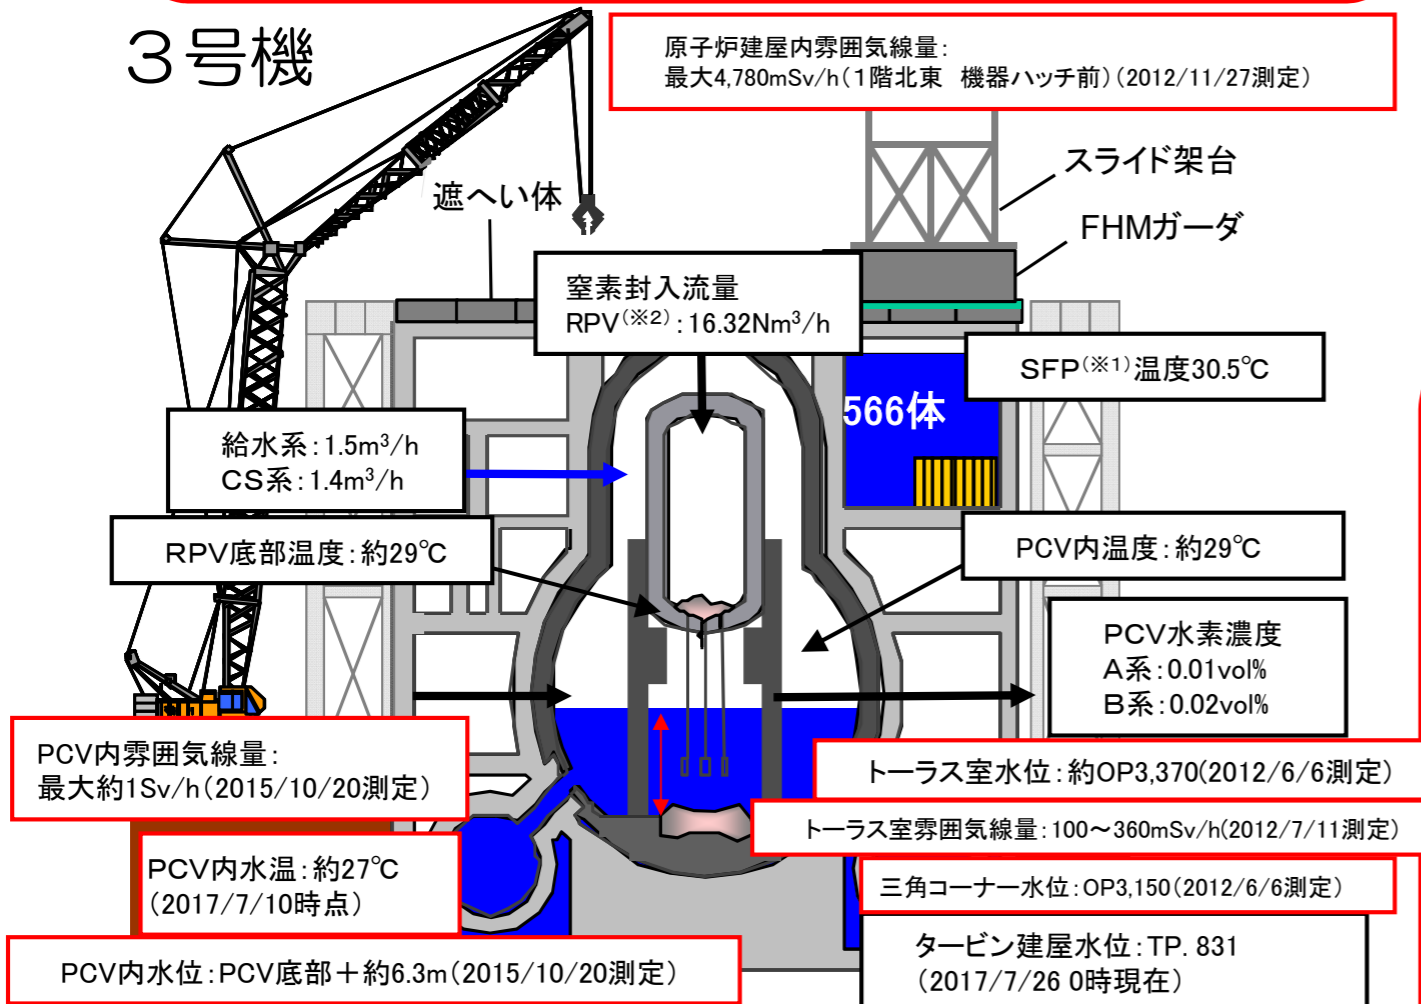 3号機
原子炉建屋内雰囲気線量:
最大4,780mSv/h(1階北東 機器ハッチ前)(2012/11/27測定)
スライド架台
遮へい体
FHMガーダ
窒素封入流量
RPV(※2):16.32Nm³/h
SFP(※1)温度30.5℃
566体
給水系:1.5m³/h
CS系:1.4m³/h
RPV底部温度:約29℃
PCV内温度:約29℃
PCV水素濃度
A系:0.01vol%
B系:0.02vol%
PCV内雰囲気線量:
最大約1Sv/h(2015/10/20測定)
トーラス室水位:約OP3,370(2012/6/6測定)
トーラス室雰囲気線量:100～360mSv/h(2012/7/11測定)
PCV内水温:約27℃
(2017/7/10時点)
三角コーナー水位:OP3,150(2012/6/6測定)
PCV内水位:PCV底部+約6.3m(2015/10/20測定)
タービン建屋水位:TP. 831
(2017/7/26 0時現在)